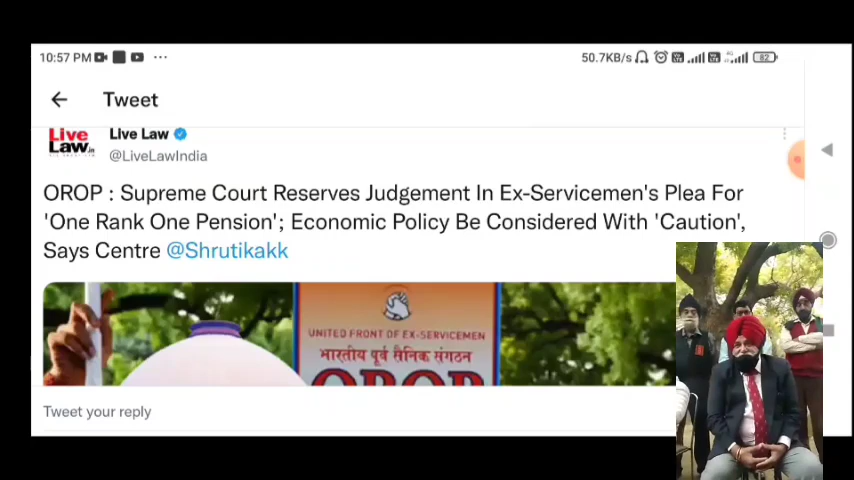 10:57 PM
50.7KB/s
82
Tweet
Live
Law.in
Live Law
@LiveLawIndia
OROP : Supreme Court Reserves Judgement In Ex-Servicemen's Plea For
'One Rank One Pension'; Economic Policy Be Considered With 'Caution',
Says Centre @Shrutikakk
UNITED FRONT OF EX-SERVICEMEN
भारतीय पूर्व सैनिक संगठन
OROP
Tweet your reply